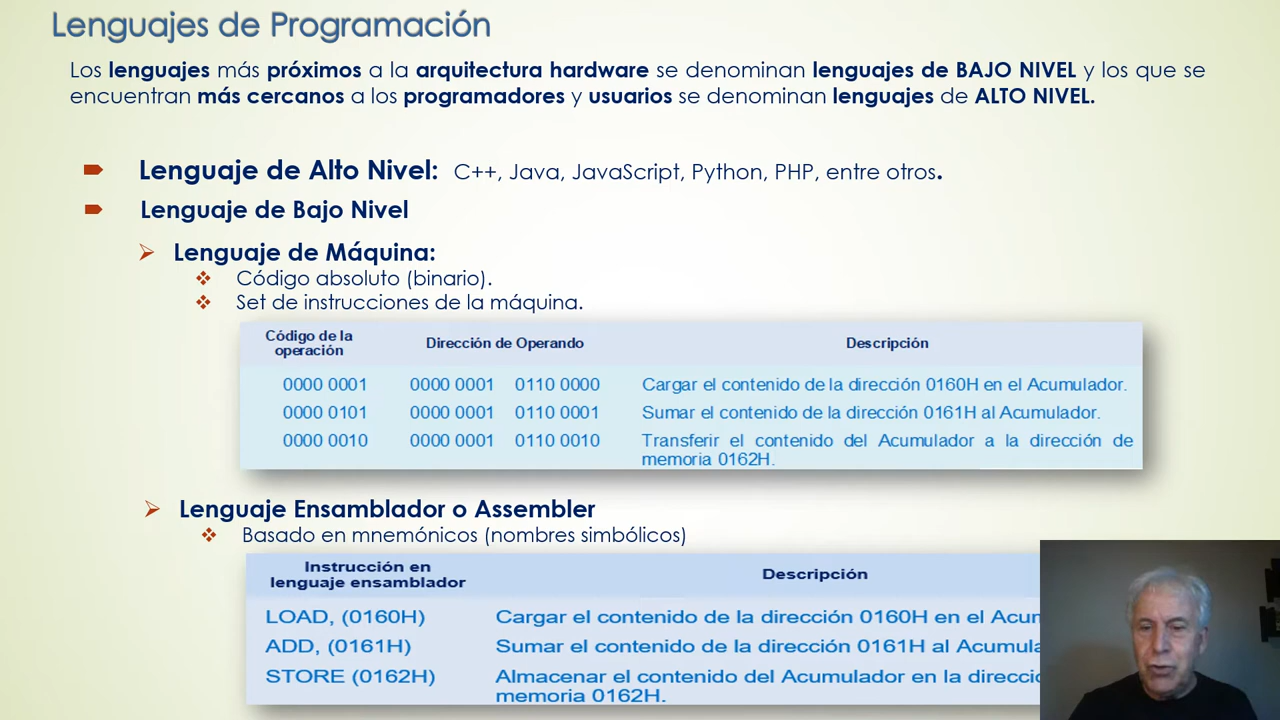 Lenguajes de Programación
Los lenguajes más próximos a la arquitectura hardware se denominan lenguajes de BAJO NIVEL y los que se
encuentran más cercanos a los programadores y usuarios se denominan lenguajes de ALTO NIVEL.
Lenguaje de Alto Nivel: C++, Java, JavaScript, Python, PHP, entre otros.
Lenguaje de Bajo Nivel
Lenguaje de Máquina:
Código absoluto (binario).
Set de instrucciones de la máquina.
Código de la
operación
Dirección de Operando
Descripción
0000 0001 0000 0001 0110 0000 Cargar el contenido de la dirección 0160H en el Acumulador.
0000 0101 0000 0001 0110 0001 Sumar el contenido de la dirección 0161H al Acumulador.
0000 0010 0000 0001 0110 0010 Transferir el contenido del Acumulador a la dirección de
memoria 0162H.
Lenguaje Ensamblador o Assembler
Basado en mnemónicos (nombres simbólicos)
Instrucción en
lenguaje ensamblador
Descripción
LOAD, (0160H) Cargar el contenido de la dirección 0160H en el
ADD, (0161H) Sumar el contenido de la dirección 0161H al
STORE (0162H) Almacenar el contenido del Acumulador en la
memoria 0162H.